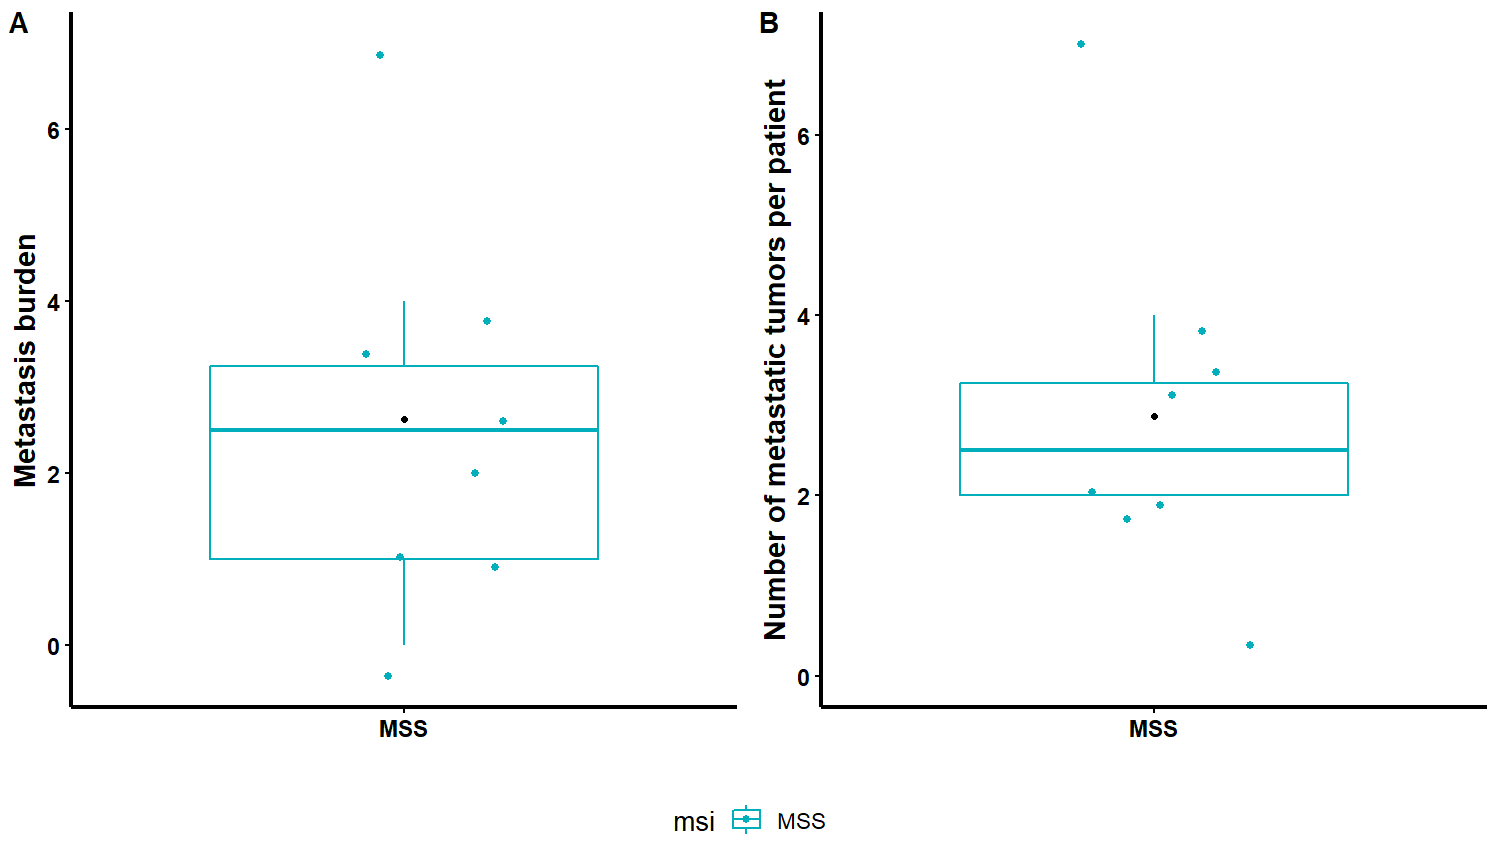 A
Metastasis burden
6
4
2
0
MSS
B
Number of metastatic tumors per patient
6
4
2
0
MSS
msi MSS